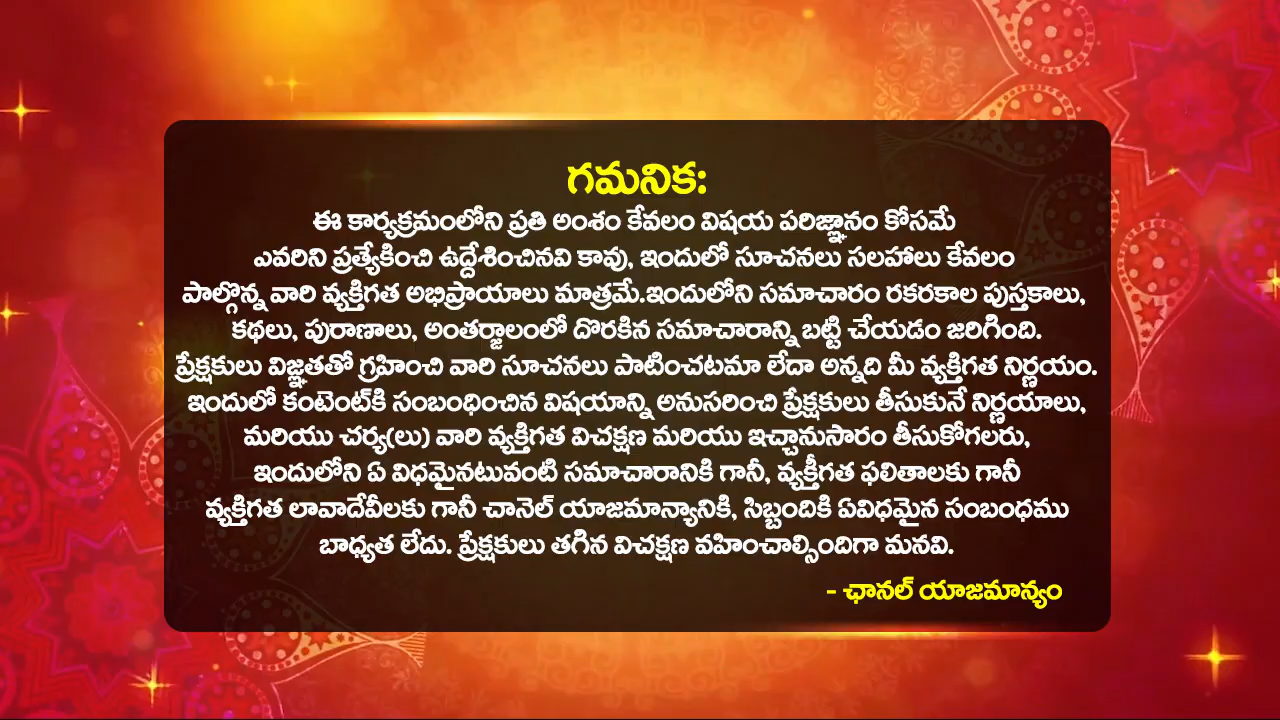 గమనిక:
ఈ కార్యక్రమంలోని ప్రతి అంశం కేవలం విషయ పరిజ్ఞానం కోసమే
ఎవరిని ప్రత్యేకించి ఉద్దేశించినవి కావు, ఇందులో సూచనలు సలహాలు కేవలం
పాల్గొన్న వారి వ్యక్తిగత అభిప్రాయాలు మాత్రమే.ఇందులోని సమాచారం రకరకాల పుస్తకాలు,
కథలు, పురాణాలు, అంతర్జాలంలో దొరకిన సమాచారాన్ని బట్టి చేయడం జరిగింది.
ప్రేక్షకులు విజ్ఞతతో గ్రహించి వారి సూచనలు పాటించటమా లేదా అన్నది మీ వ్యక్తిగత నిర్ణయం.
ఇందులో కంటెంట్‌కి సంబంధించిన విషయాన్ని అనుసరించి ప్రేక్షకులు తీసుకునే నిర్ణయాలు,
మరియు చర్య(లు) వారి వ్యక్తిగత విచక్షణ మరియు ఇచ్చానుసారం తీసుకోగలరు,
ఇందులోని ఏ విధమైనటువంటి సమాచారానికి గానీ, వ్యక్తీగత ఫలితాలకు గానీ
వ్యక్తిగత లావాదేవీలకు గానీ చానెల్ యాజమాన్యానికి, సిబ్బందికి ఏవిధమైన సంబంధము
బాధ్యత లేదు. ప్రేక్షకులు తగిన విచక్షణ వహించాల్సిందిగా మనవి.
- ఛానల్ యాజమాన్యం